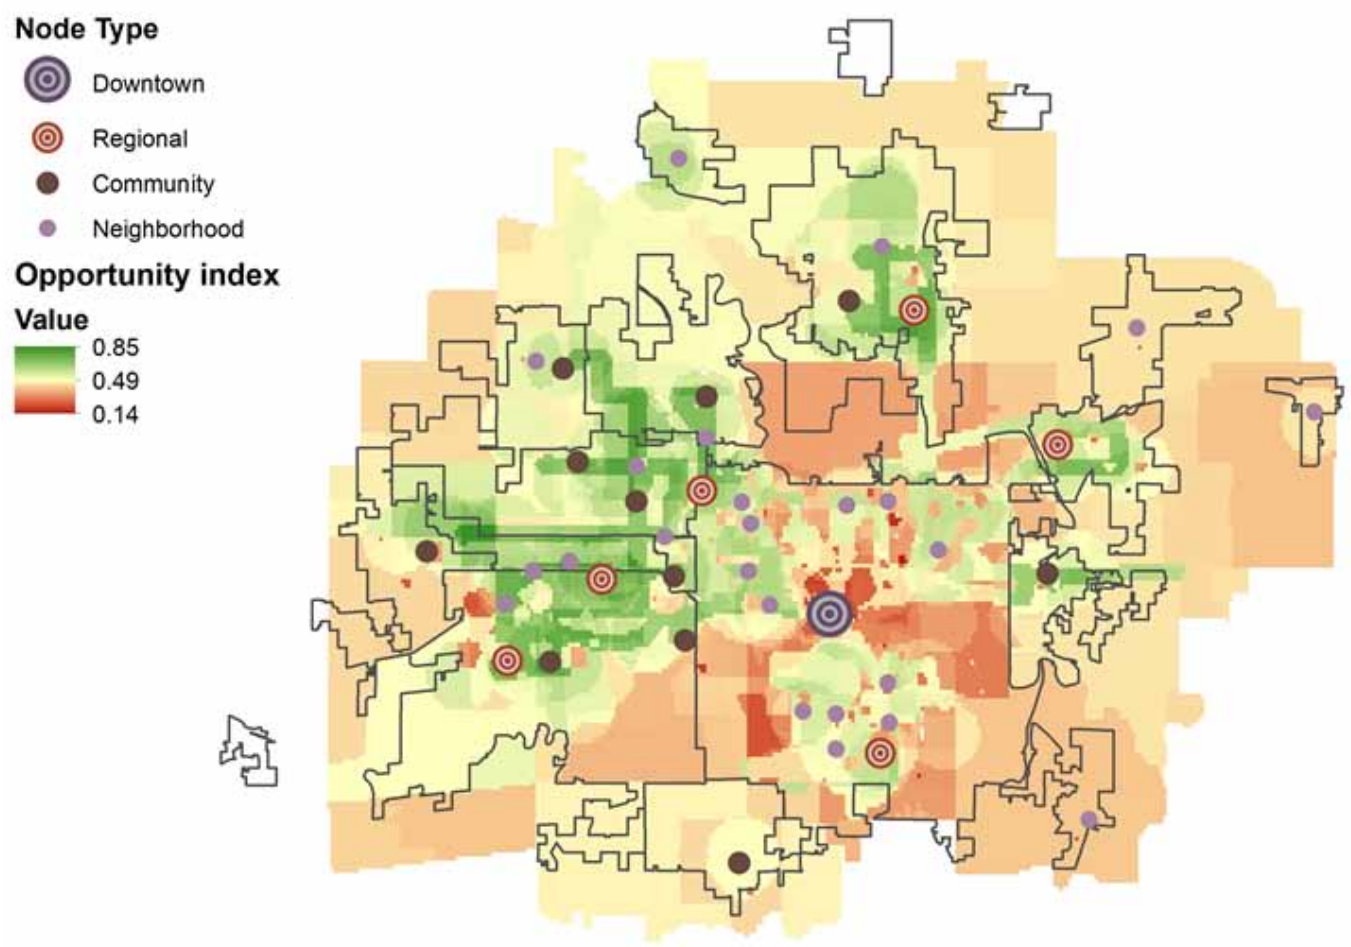 Node Type
Downtown
Regional
Community
Neighborhood
Opportunity index
Value
0.85
0.49
0.14